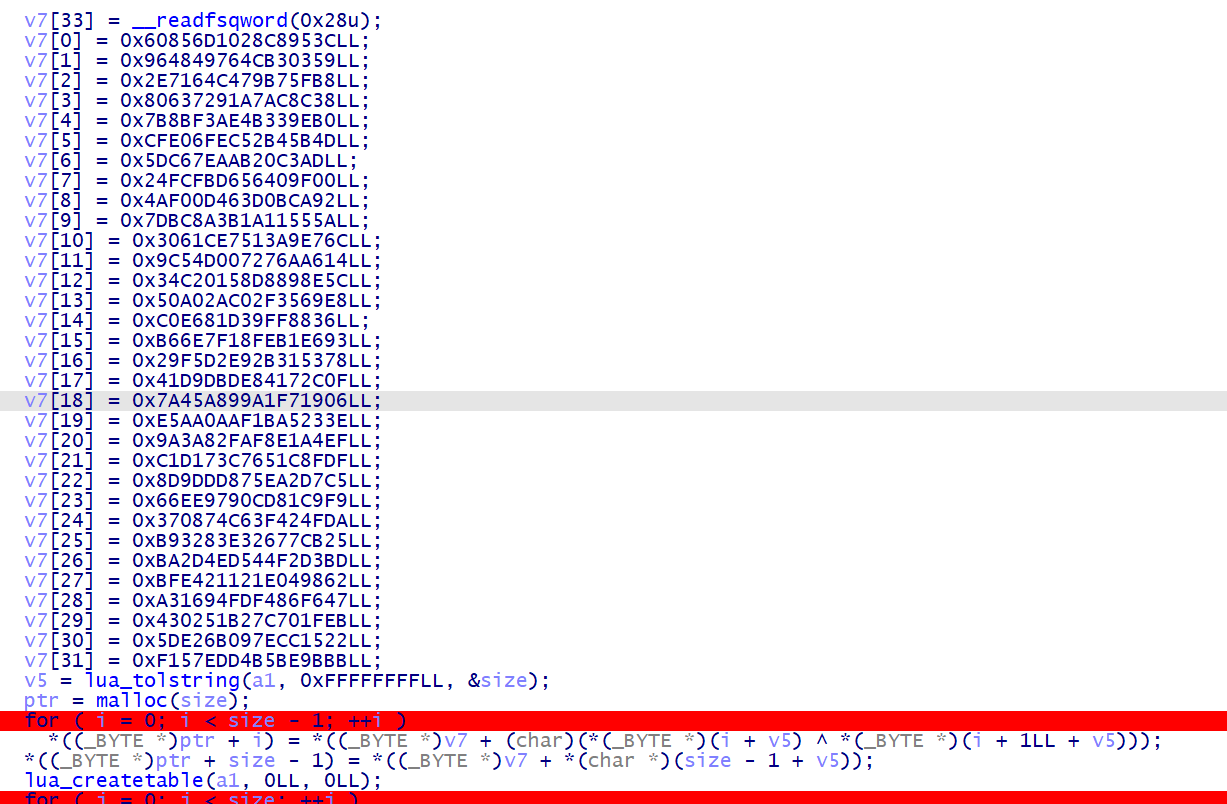 v7[33] = __readfsqword(0x28u);
v7[0] = 0x60856D1028C8953CLL;
v7[1] = 0x964849764CB30359LL;
v7[2] = 0x2E7164C479B75FB8LL;
v7[3] = 0x80637291A7AC8C38LL;
v7[4] = 0x7B8BF3AE4B339EB0LL;
v7[5] = 0xCFE06FEC52B45B4DLL;
v7[6] = 0x5DC67EAAB20C3ADLL;
v7[7] = 0x24FCFBD656409F00LL;
v7[8] = 0x4AF00D463D0BCA92LL;
v7[9] = 0x7DBC8A3B1A11555ALL;
v7[10] = 0x3061CE7513A9E76CLL;
v7[11] = 0x9C54D007276AA614LL;
v7[12] = 0x34C20158D8898E5CLL;
v7[13] = 0x50A02AC02F3569E8LL;
v7[14] = 0xC0E681D39FF8836LL;
v7[15] = 0xB66E7F18FEB1E693LL;
v7[16] = 0x29F5D2E92B315378LL;
v7[17] = 0x41D9DBDE84172C0FLL;
v7[18] = 0x7A45A899A1F71906LL;
v7[19] = 0xE5AA0AAF1BA5233ELL;
v7[20] = 0x9A3A82FAF8E1A4EFLL;
v7[21] = 0xC1D173C7651C8FDFLL;
v7[22] = 0x8D9DDD875EA2D7C5LL;
v7[23] = 0x66EE9790CD81C9F9LL;
v7[24] = 0x370874C63F424FDALL;
v7[25] = 0xB93283E32677CB25LL;
v7[26] = 0xBA2D4ED544F2D3BDLL;
v7[27] = 0xBFE421121E049862LL;
v7[28] = 0xA31694FDF486F647LL;
v7[29] = 0x430251B27C701FEBLL;
v7[30] = 0x5DE26B097ECC1522LL;
v7[31] = 0xF157EDD4B5BE9BBBLL;
v5 = lua_tolstring(a1, 0xFFFFFFFFLL, &size);
ptr = malloc(size);
for ( i = 0; i < size - 1; ++i )
*((_BYTE *)ptr + i) = *((_BYTE *)v7 + (char)(*(_BYTE *)(i + v5) ^ *(_BYTE *)(i + 1LL + v5)));
*((_BYTE *)ptr + size - 1) = *((_BYTE *)v7 + *(char *)(size - 1 + v5));
lua_createtable(a1, 0LL, 0LL);
for ( i = 0; i < size; ++i )